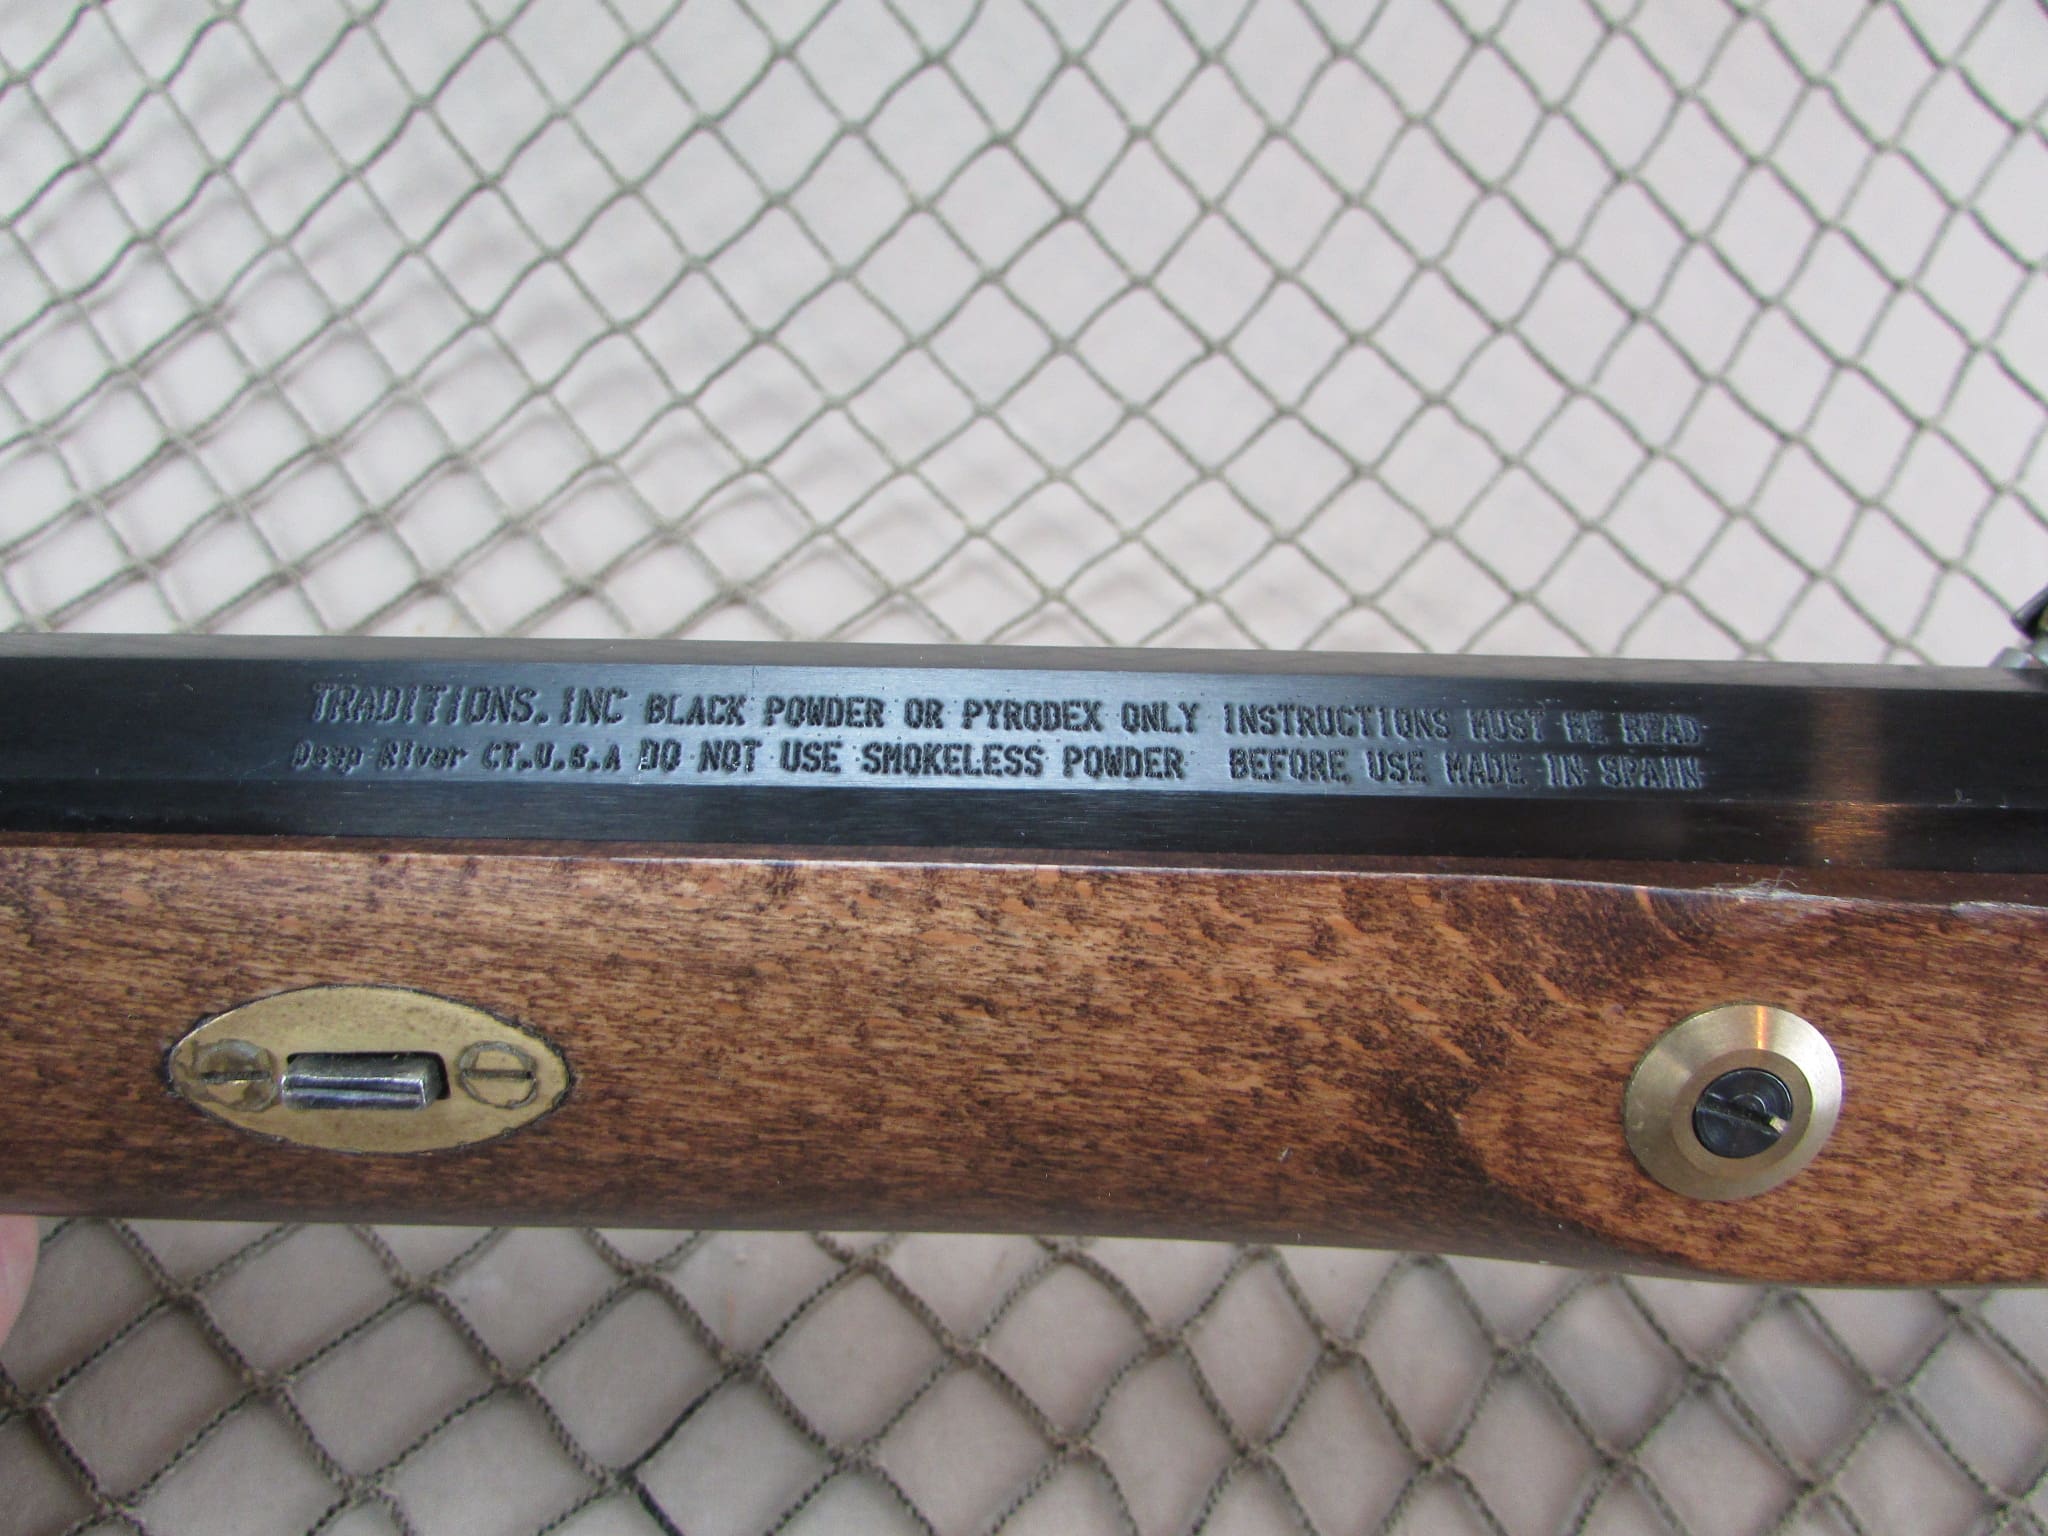 TRADITIONS.INC BLACK POWDER OR PYRODEX ONLY INSTRUCTIONS MUST BE READ
Deep River CT.U.S.A DO NOT USE SMOKELESS POWDER BEFORE USE MADE IN SPAIN